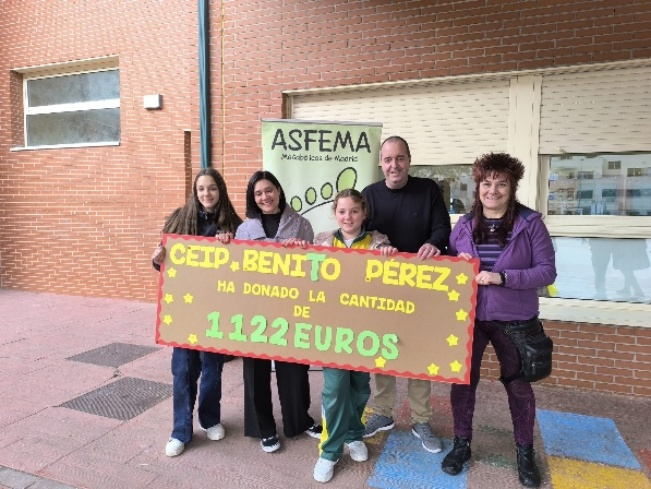 ASFEMA
Metabólicos de Madrid
CEIP. BENITO PÉREZ
HA DONADO LA CANTIDAD
DE
1122 EUROS